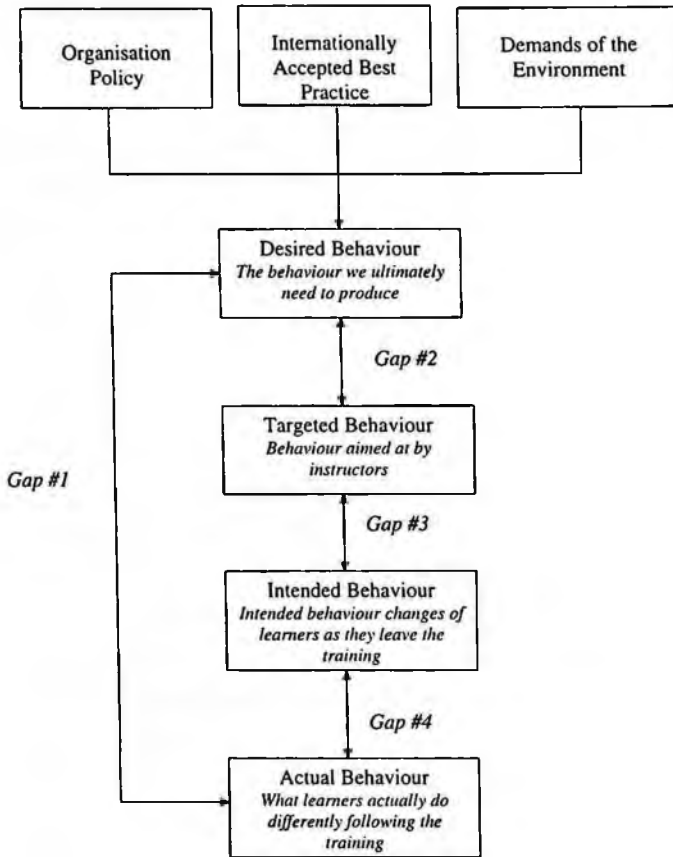 Organisation
Policy
Internationally
Accepted Best
Practice
Demands of the
Environment
Desired Behaviour
The behaviour we ultimately
need to produce
Gap #2
Targeted Behaviour
Behaviour aimed at by
instructors
Gap #1
Gap #3
Intended Behaviour
Intended behaviour changes of
learners as they leave the
training
Gap #4
Actual Behaviour
What learners actually do
differently following the
training